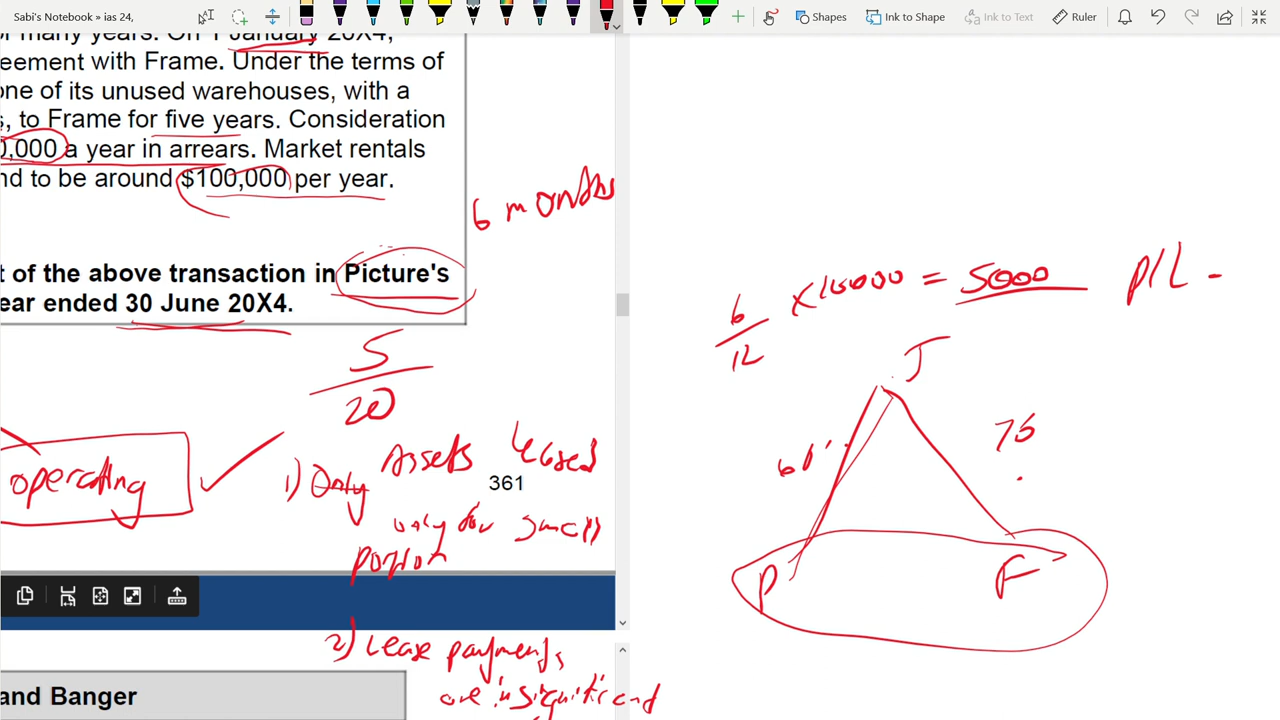 Sabi's Notebook » ias 24,
Shapes
Ink to Shape
Ink to Text
Ruler
or many years. On 1 January 20X4,
eement with Frame. Under the terms of
one of its unused warehouses, with a
s, to Frame for five years. Consideration
0,000 a year in arrears. Market rentals
nd to be around $100,000 per year.
6 months
t of the above transaction in Picture's
ear ended 30 June 20X4.
5
20
operating
1) Only Assets leased
361
only for small
portion
2) Lease payments
are insignificant
and Banger
6
12
×10000 = 5000 P/L -
J
60%
75
P
F